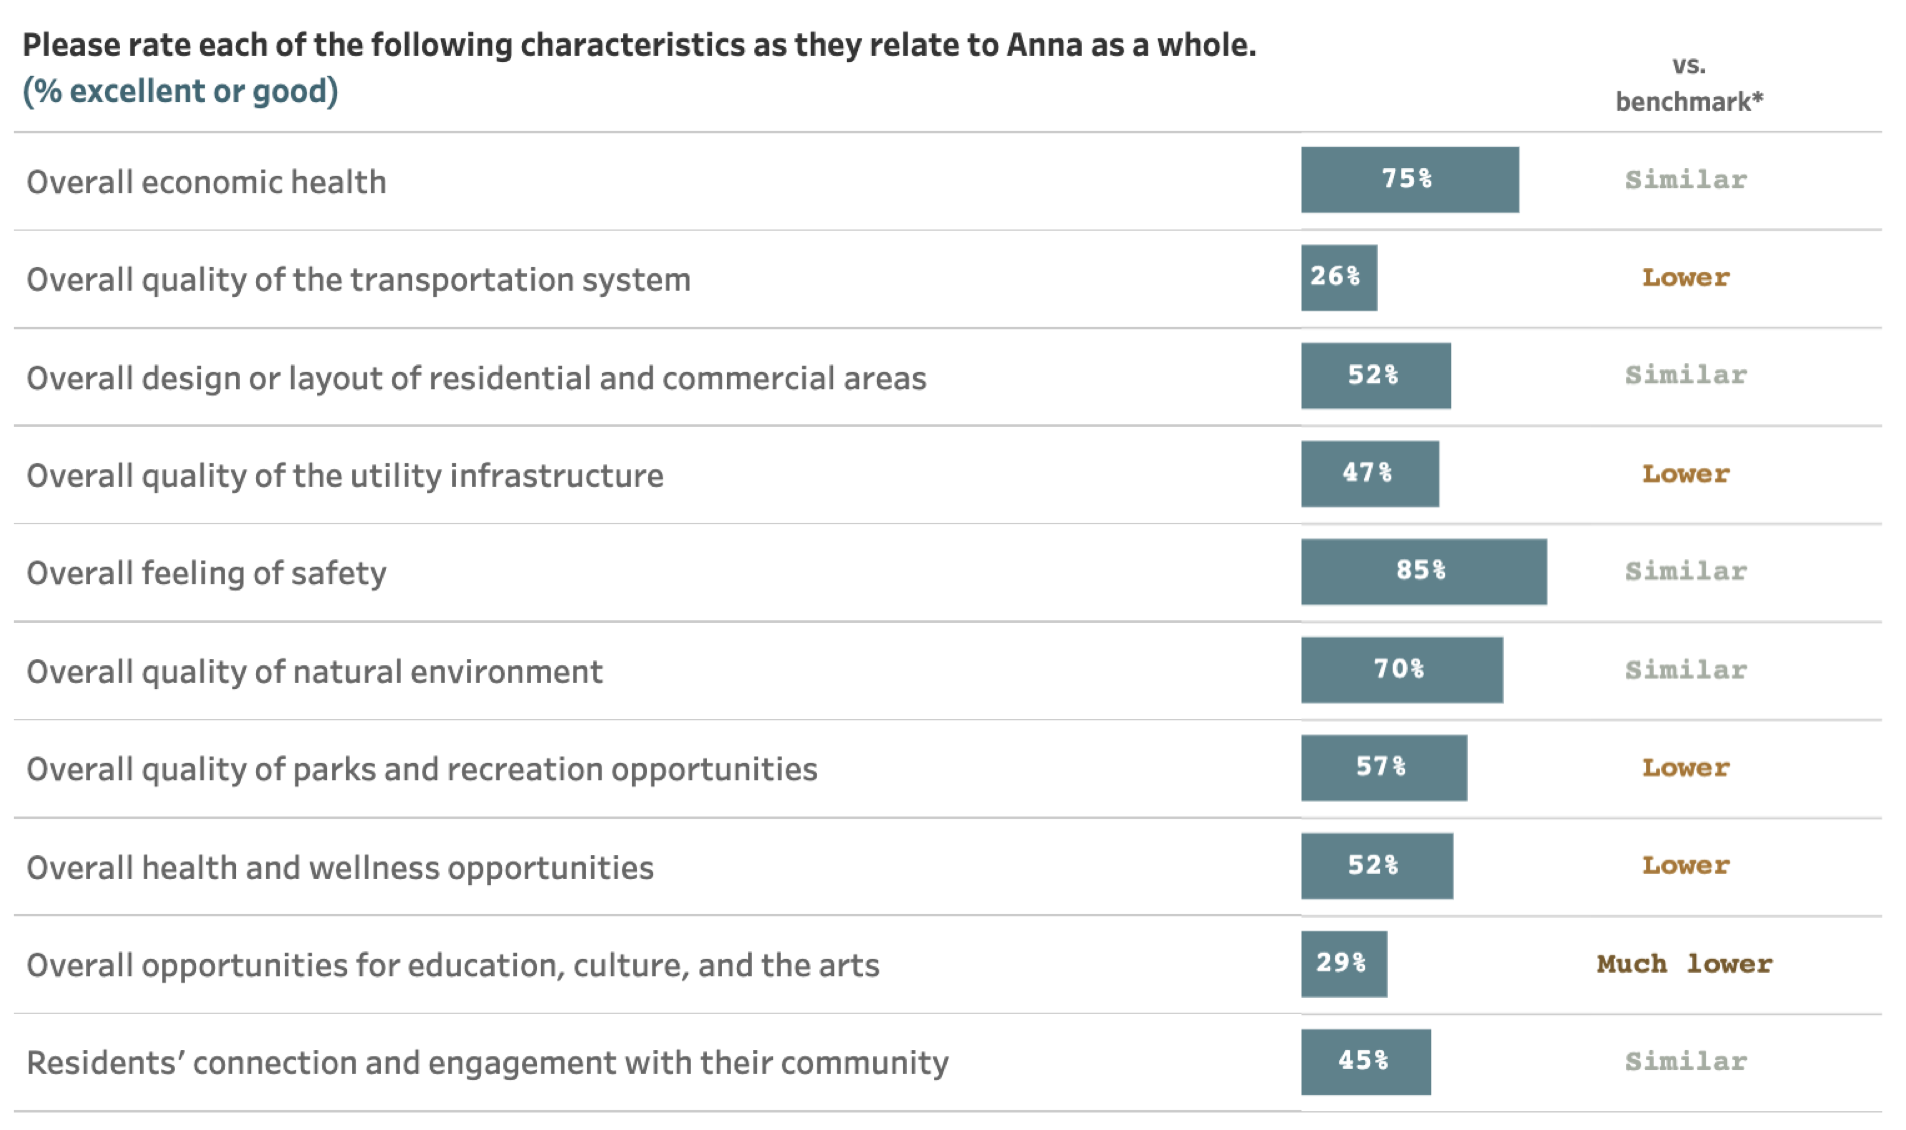 Please rate each of the following characteristics as they relate to Anna as a whole.
(% excellent or good)
vs.
benchmark*
Overall economic health 75% Similar
Overall quality of the transportation system 26% Lower
Overall design or layout of residential and commercial areas 52% Similar
Overall quality of the utility infrastructure 47% Lower
Overall feeling of safety 85% Similar
Overall quality of natural environment 70% Similar
Overall quality of parks and recreation opportunities 57% Lower
Overall health and wellness opportunities 52% Lower
Overall opportunities for education, culture, and the arts 29% Much lower
Residents’ connection and engagement with their community 45% Similar